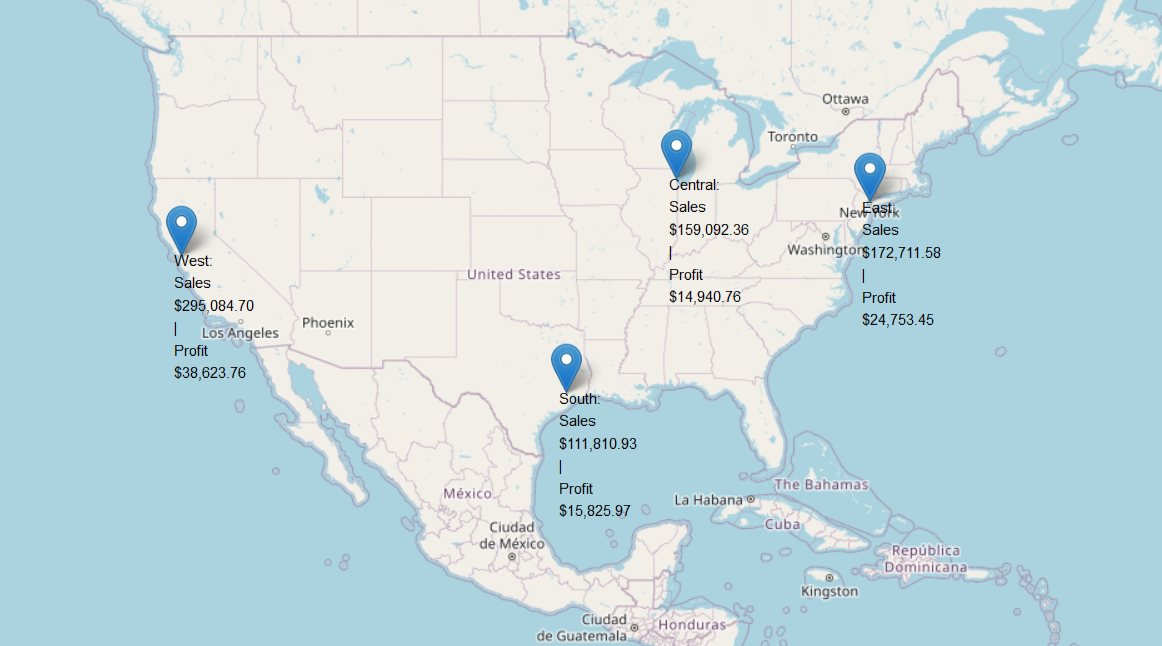 Ottawa
Toronto
Central:
Sales
$159,092.36
|
Profit
$14,940.76
New York
East:
Sales
$172,711.58
|
Profit
$24,753.45
Washington
West:
Sales
$295,084.70
|
Profit
$38,623.76
United States
Los Angeles
Phoenix
South:
Sales
$111,810.93
|
Profit
$15,825.97
México
Ciudad
de México
La Habana
The Bahamas
Cuba
República
Dominicana
Kingston
Ciudad
de Guatemala
Honduras